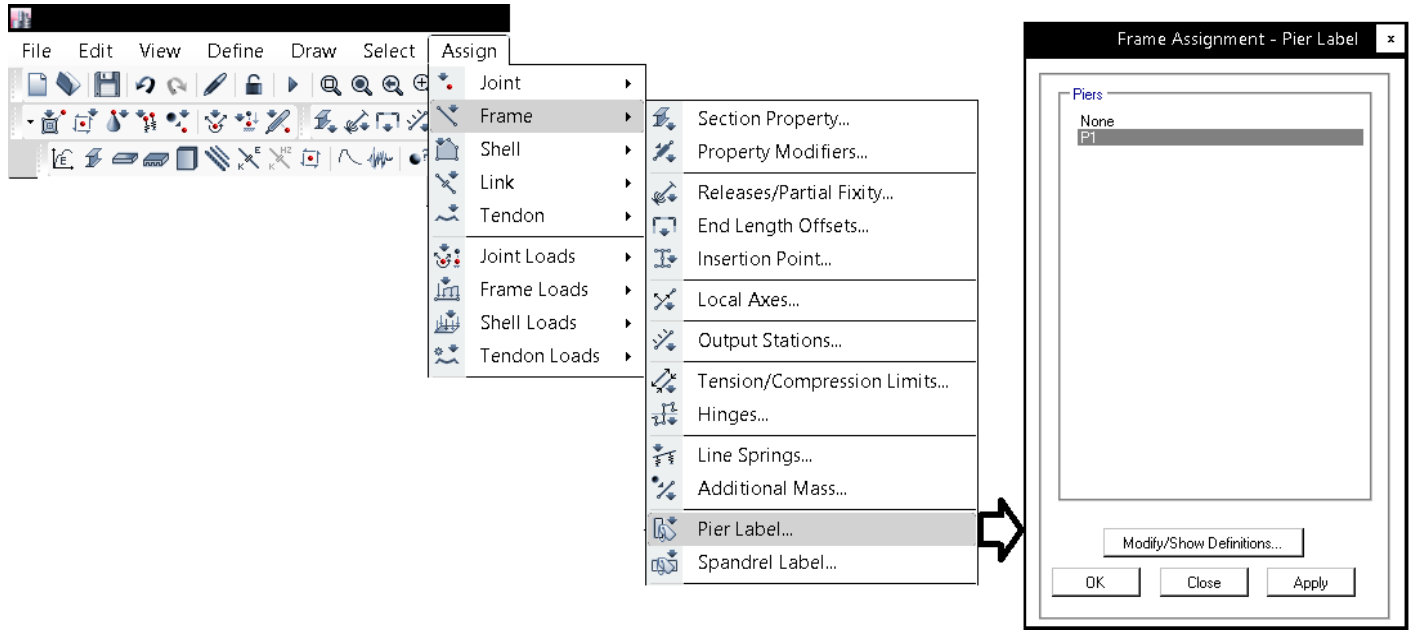 File Edit View Define Draw Select Assign
Joint
Frame
Shell
Link
Tendon
Joint Loads
Frame Loads
Shell Loads
Tendon Loads
Section Property...
Property Modifiers...
Releases/Partial Fixity...
End Length Offsets...
Insertion Point...
Local Axes...
Output Stations...
Tension/Compression Limits...
Hinges...
Line Springs...
Additional Mass...
Pier Label...
Spandrel Label...
Frame Assignment - Pier Label x
Piers
None
P1
Modify/Show Definitions...
OK Close Apply